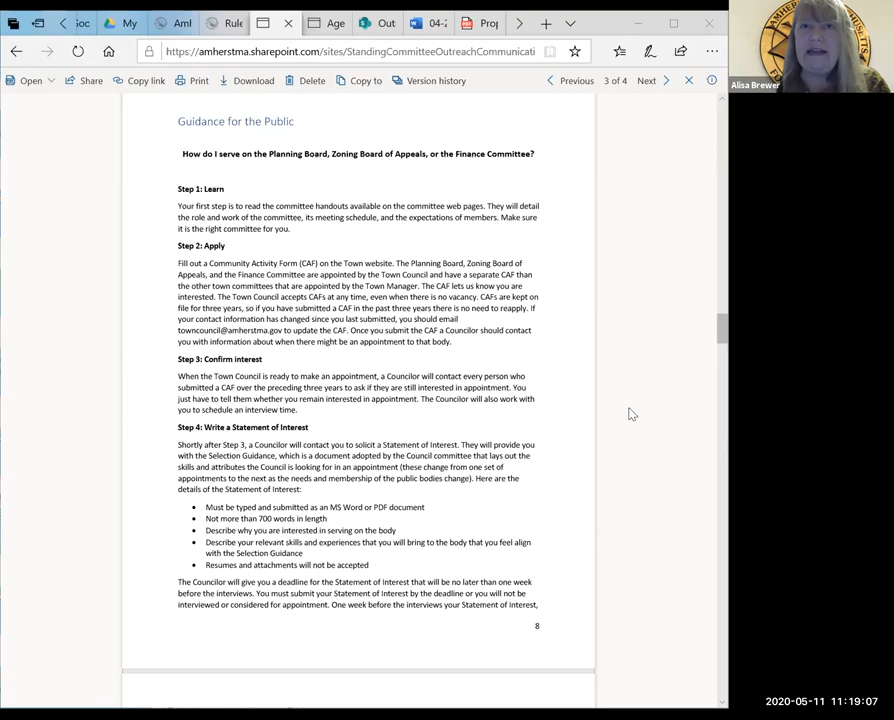 oc
My
Aml
Rule
Age
Out
04-2
Prop
https://amherstma.sharepoint.com/sites/StandingCommitteeOutreachCommunicati
Open
Share
Copy link
Print
Download
Delete
Copy to
Version history
Previous
3 of 4
Next
Alisa Brewer
Guidance for the Public
How do I serve on the Planning Board, Zoning Board of Appeals, or the Finance Committee?
Step 1: Learn
Your first step is to read the committee handouts available on the committee web pages. They will detail
the role and work of the committee, its meeting schedule, and the expectations of members. Make sure
it is the right committee for you.
Step 2: Apply
Fill out a Community Activity Form (CAF) on the Town website. The Planning Board, Zoning Board of
Appeals, and the Finance Committee are appointed by the Town Council and have a separate CAF than
the other town committees that are appointed by the Town Manager. The CAF lets us know you are
interested. The Town Council accepts CAFs at any time, even when there is no vacancy. CAFs are kept on
file for three years, so if you have submitted a CAF in the past three years there is no need to reapply. If
your contact information has changed since you last submitted, you should email
towncouncil@amherstma.gov to update the CAF. Once you submit the CAF a Councilor should contact
you with information about when there might be an appointment to that body.
Step 3: Confirm interest
When the Town Council is ready to make an appointment, a Councilor will contact every person who
submitted a CAF over the preceding three years to ask if they are still interested in appointment. You
just have to tell them whether you remain interested in appointment. The Councilor will also work with
you to schedule an interview time.
Step 4: Write a Statement of Interest
Shortly after Step 3, a Councilor will contact you to solicit a Statement of Interest. They will provide you
with the Selection Guidance, which is a document adopted by the Council committee that lays out the
skills and attributes the Council is looking for in an appointment (these change from one set of
appointments to the next as the needs and membership of the public bodies change). Here are the
details of the Statement of Interest:
• Must be typed and submitted as an MS Word or PDF document
• Not more than 700 words in length
• Describe why you are interested in serving on the body
• Describe your relevant skills and experiences that you will bring to the body that you feel align
with the Selection Guidance
• Resumes and attachments will not be accepted
The Councilor will give you a deadline for the Statement of Interest that will be no later than one week
before the interviews. You must submit your Statement of Interest by the deadline or you will not be
interviewed or considered for appointment. One week before the interviews your Statement of Interest,
8
2020-05-11 11:19:07